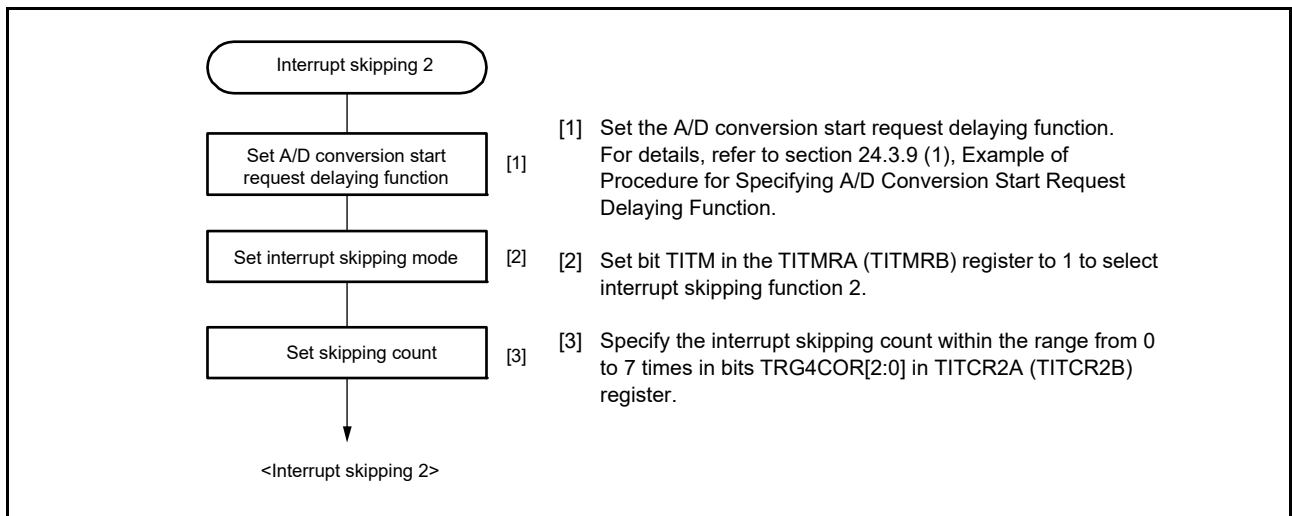 Interrupt skipping 2
Set A/D conversion start
request delaying function
[1]
[1] Set the A/D conversion start request delaying function.
For details, refer to section 24.3.9 (1), Example of
Procedure for Specifying A/D Conversion Start Request
Delaying Function.
Set interrupt skipping mode
[2]
[2] Set bit TITM in the TITMRA (TITMRB) register to 1 to select
interrupt skipping function 2.
Set skipping count
[3]
[3] Specify the interrupt skipping count within the range from 0
to 7 times in bits TRG4COR[2:0] in TITCR2A (TITCR2B)
register.
<Interrupt skipping 2>